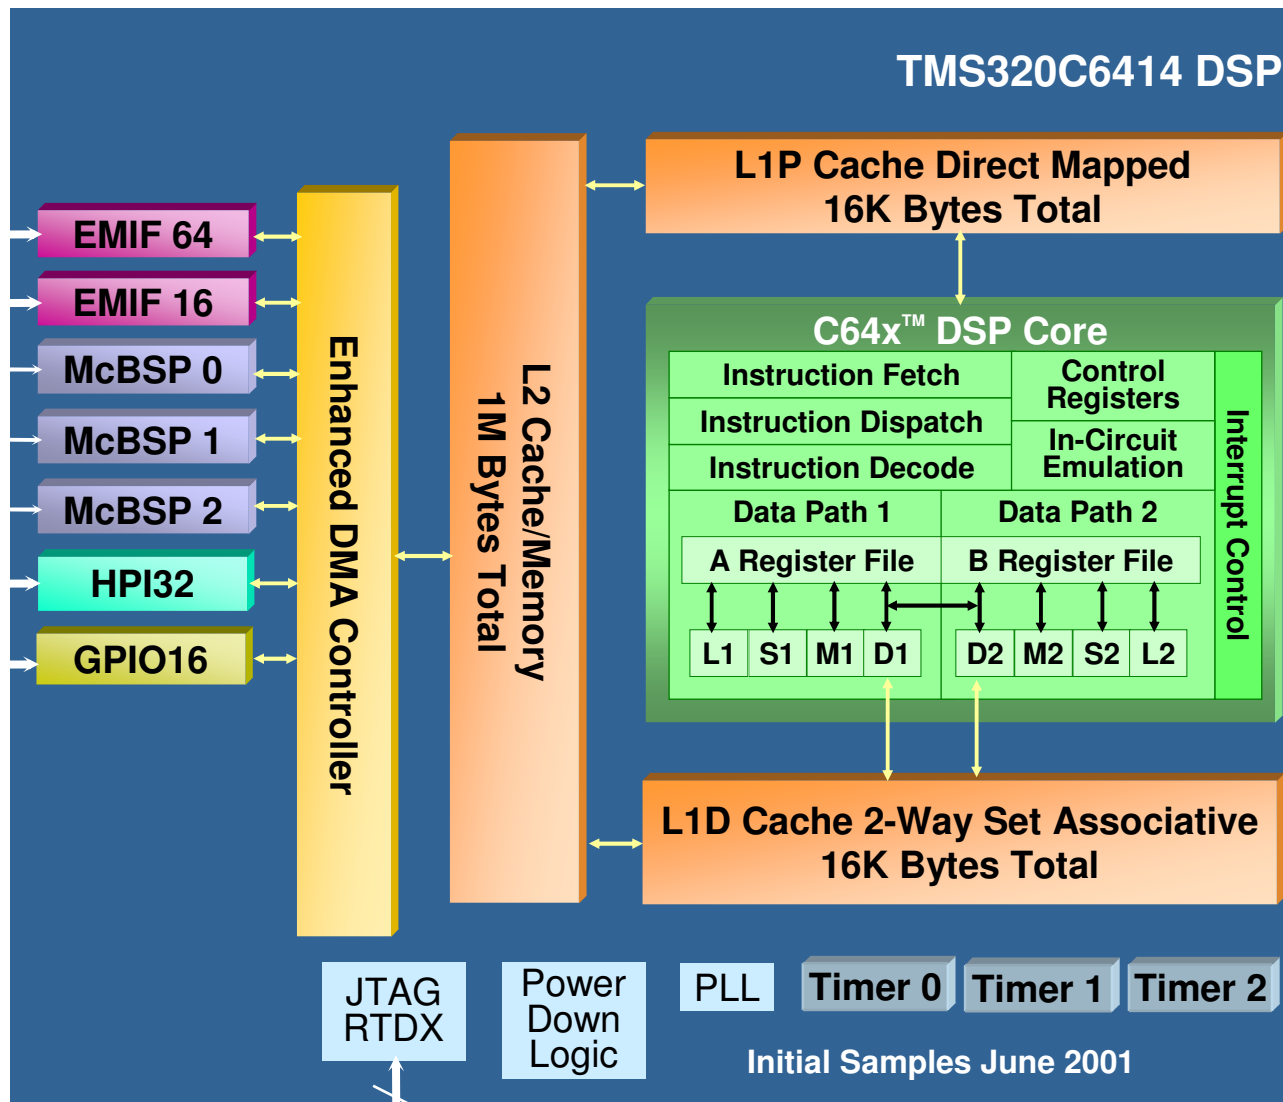 TMS320C6414 DSP
L1P Cache Direct Mapped
16K Bytes Total
EMIF 64
EMIF 16
McBSP 0
McBSP 1
McBSP 2
HPI32
GPIO16
Enhanced DMA Controller
L2 Cache/Memory
1M Bytes Total
C64x™ DSP Core
Instruction Fetch
Instruction Dispatch
Instruction Decode
Control
Registers
In-Circuit
Emulation
Interrupt Control
Data Path 1
Data Path 2
A Register File
B Register File
L1
S1
M1
D1
D2
M2
S2
L2
L1D Cache 2-Way Set Associative
16K Bytes Total
JTAG
RTDX
Power
Down
Logic
PLL
Timer 0
Timer 1
Timer 2
Initial Samples June 2001